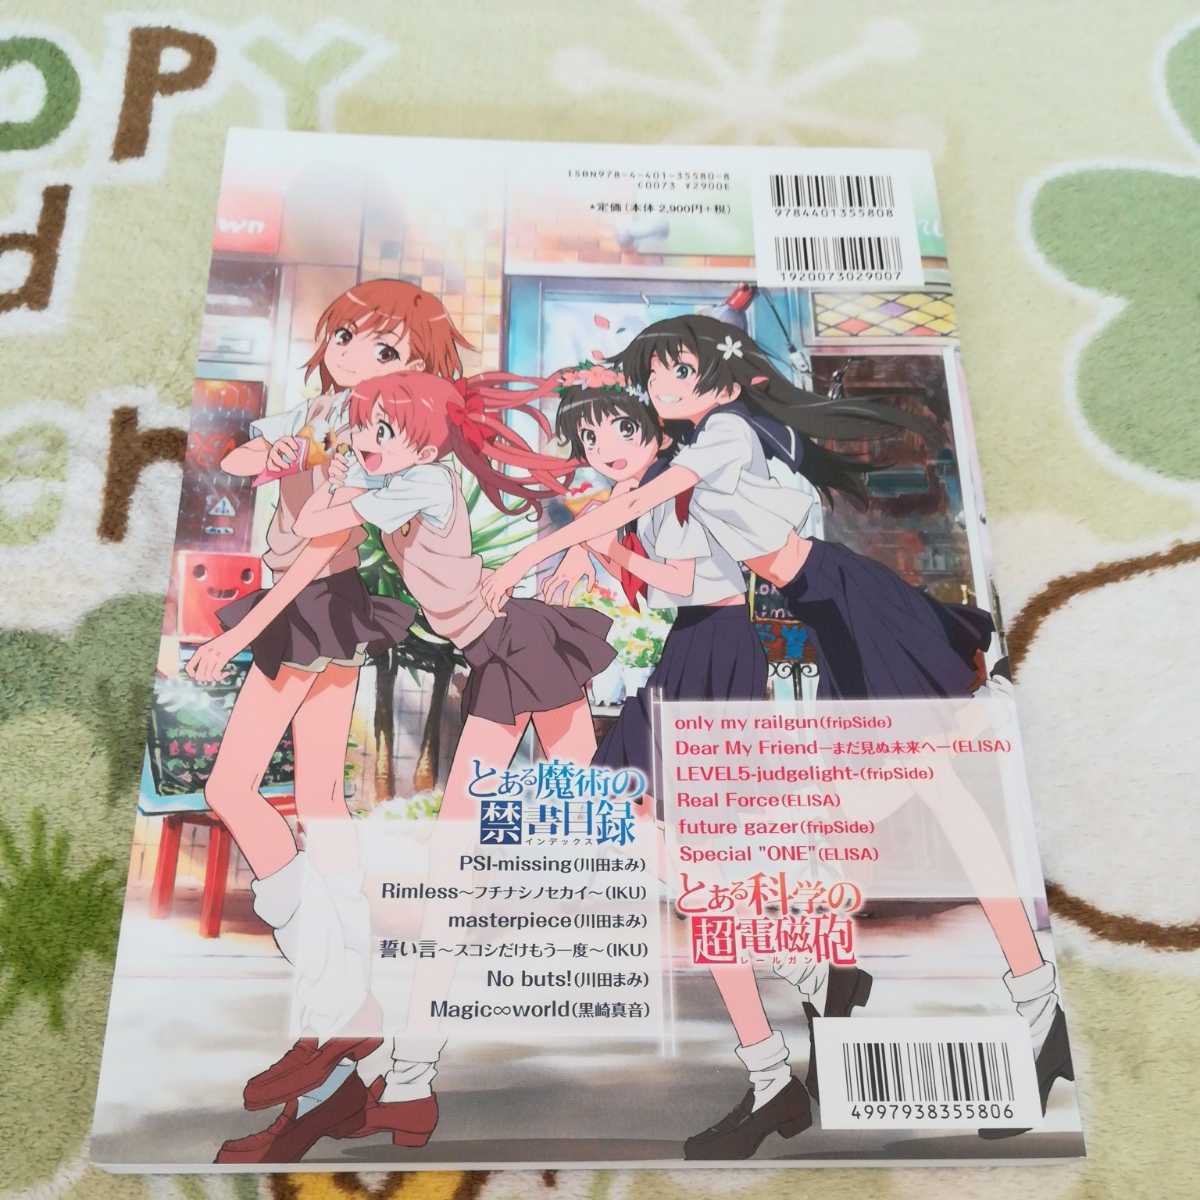 OPY
d
an
ISBN978-4-401-35580-8
C0073 ¥2900E
*定価(本体2,900円+税)
9784401355808
1920073029007
wn
only my railgun(fripSide)
Dear My Friend—まだ見ぬ未来へ—(ELISA)
LEVEL5-judgelight-(fripSide)
Real Force(ELISA)
future gazer(fripSide)
Special "ONE"(ELISA)
とある科学の
超電磁砲
レールガン
とある魔術の
禁書目録
インデックス
PSI-missing(川田まみ)
Rimless～フチナシノセカイ～(IKU)
masterpiece(川田まみ)
誓い言～スコシだけもう一度～(IKU)
No buts!(川田まみ)
Magic∞world(黒崎真音)
4997938355806